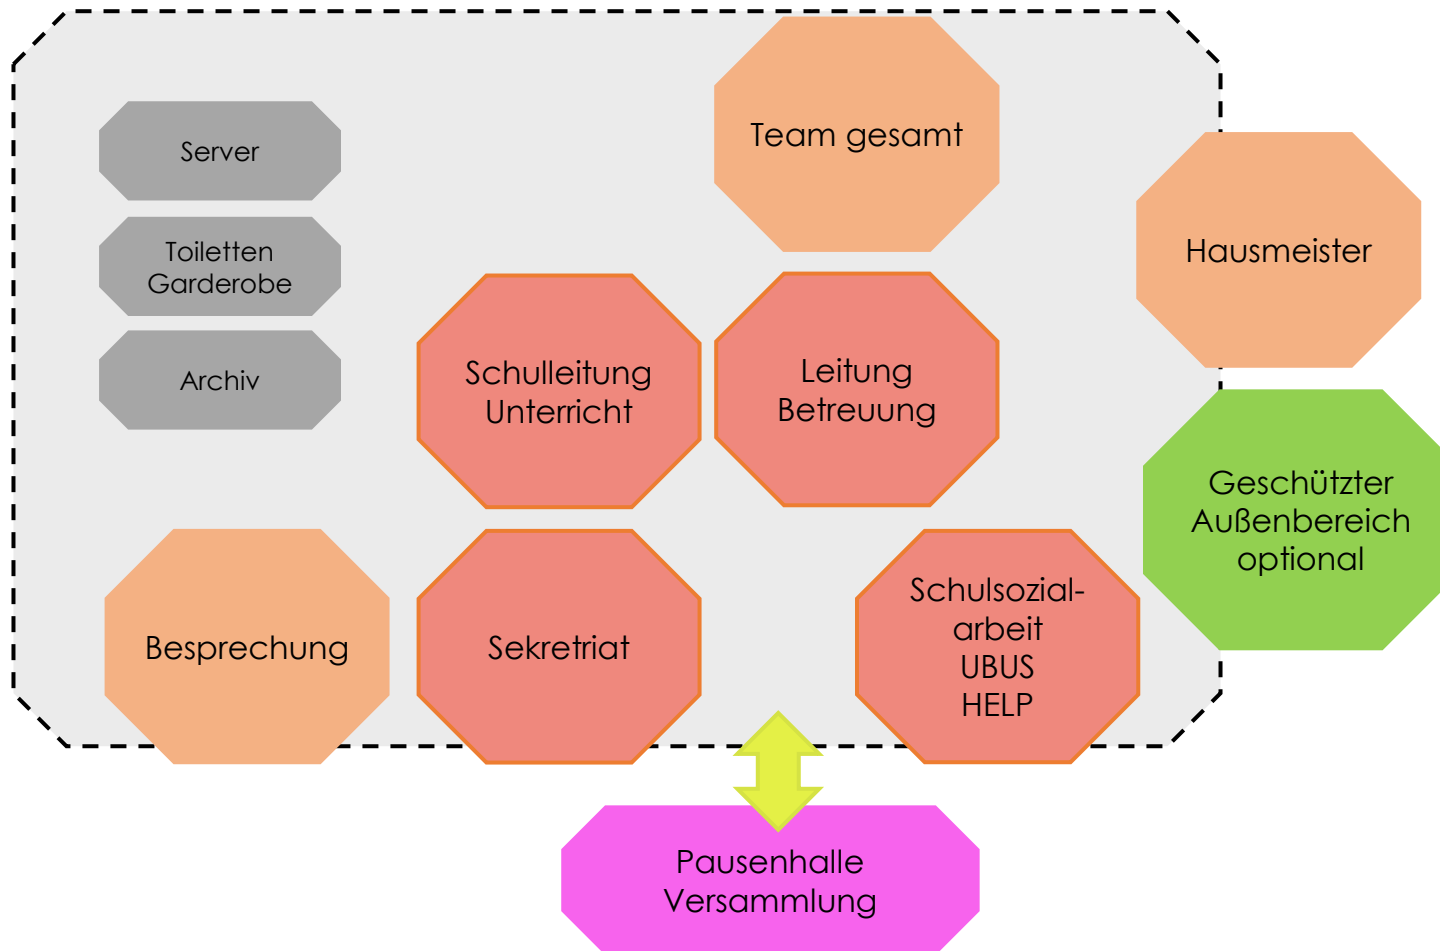 Team gesamt
Server
Hausmeister
Toiletten
Garderobe
Schulleitung
Unterricht
Leitung
Betreuung
Archiv
Geschützter
Außenbereich
optional
Besprechung
Sekretriat
Schulsozial-
arbeit
UBUS
HELP
Pausenhalle
Versammlung